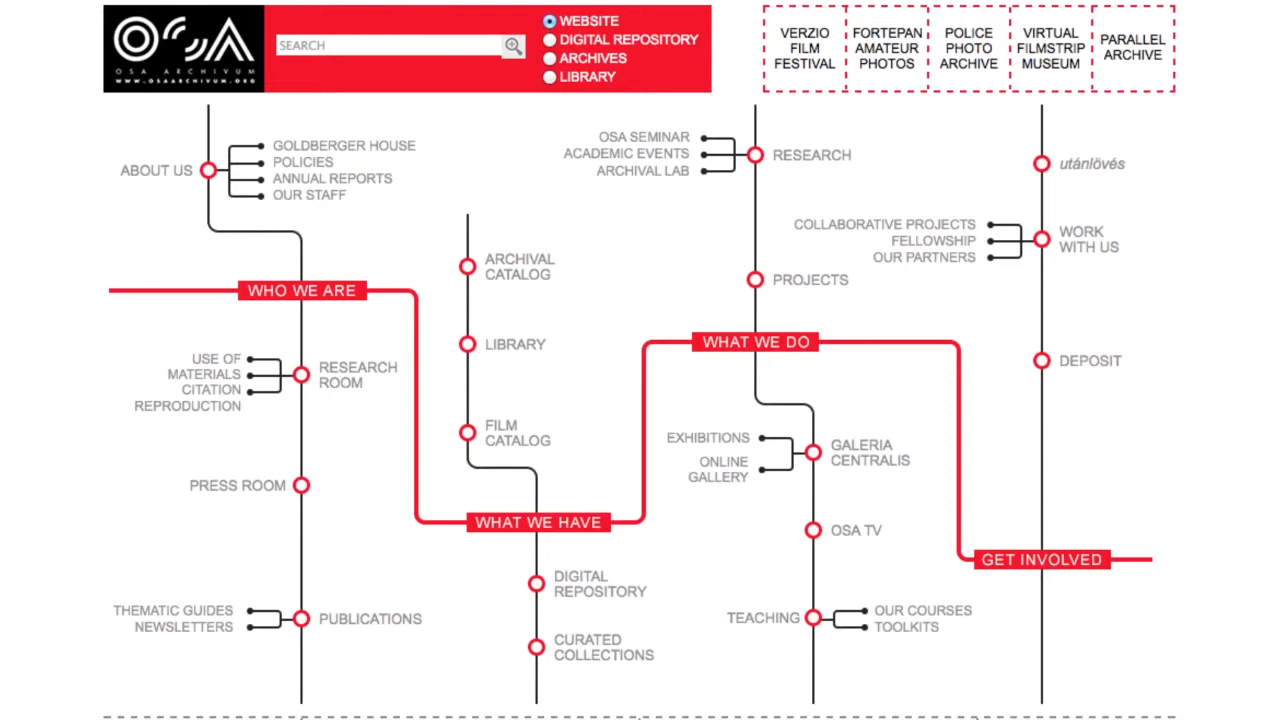 OSA
OSA ARCHIVUM
WWW.OSAARCHIVUM.ORG
SEARCH
WEBSITE
DIGITAL REPOSITORY
ARCHIVES
LIBRARY
VERZIO
FILM
FESTIVAL
FORTEPAN
AMATEUR
PHOTOS
POLICE
PHOTO
ARCHIVE
VIRTUAL
FILMSTRIP
MUSEUM
PARALLEL
ARCHIVE
ABOUT US
GOLDBERGER HOUSE
POLICIES
ANNUAL REPORTS
OUR STAFF
WHO WE ARE
USE OF
MATERIALS
CITATION
REPRODUCTION
RESEARCH
ROOM
PRESS ROOM
THEMATIC GUIDES
NEWSLETTERS
PUBLICATIONS
ARCHIVAL
CATALOG
LIBRARY
FILM
CATALOG
WHAT WE HAVE
DIGITAL
REPOSITORY
CURATED
COLLECTIONS
OSA SEMINAR
ACADEMIC EVENTS
ARCHIVAL LAB
RESEARCH
PROJECTS
WHAT WE DO
EXHIBITIONS
ONLINE
GALLERY
GALERIA
CENTRALIS
OSA TV
TEACHING
OUR COURSES
TOOLKITS
utánlövés
COLLABORATIVE PROJECTS
FELLOWSHIP
OUR PARTNERS
WORK
WITH US
DEPOSIT
GET INVOLVED